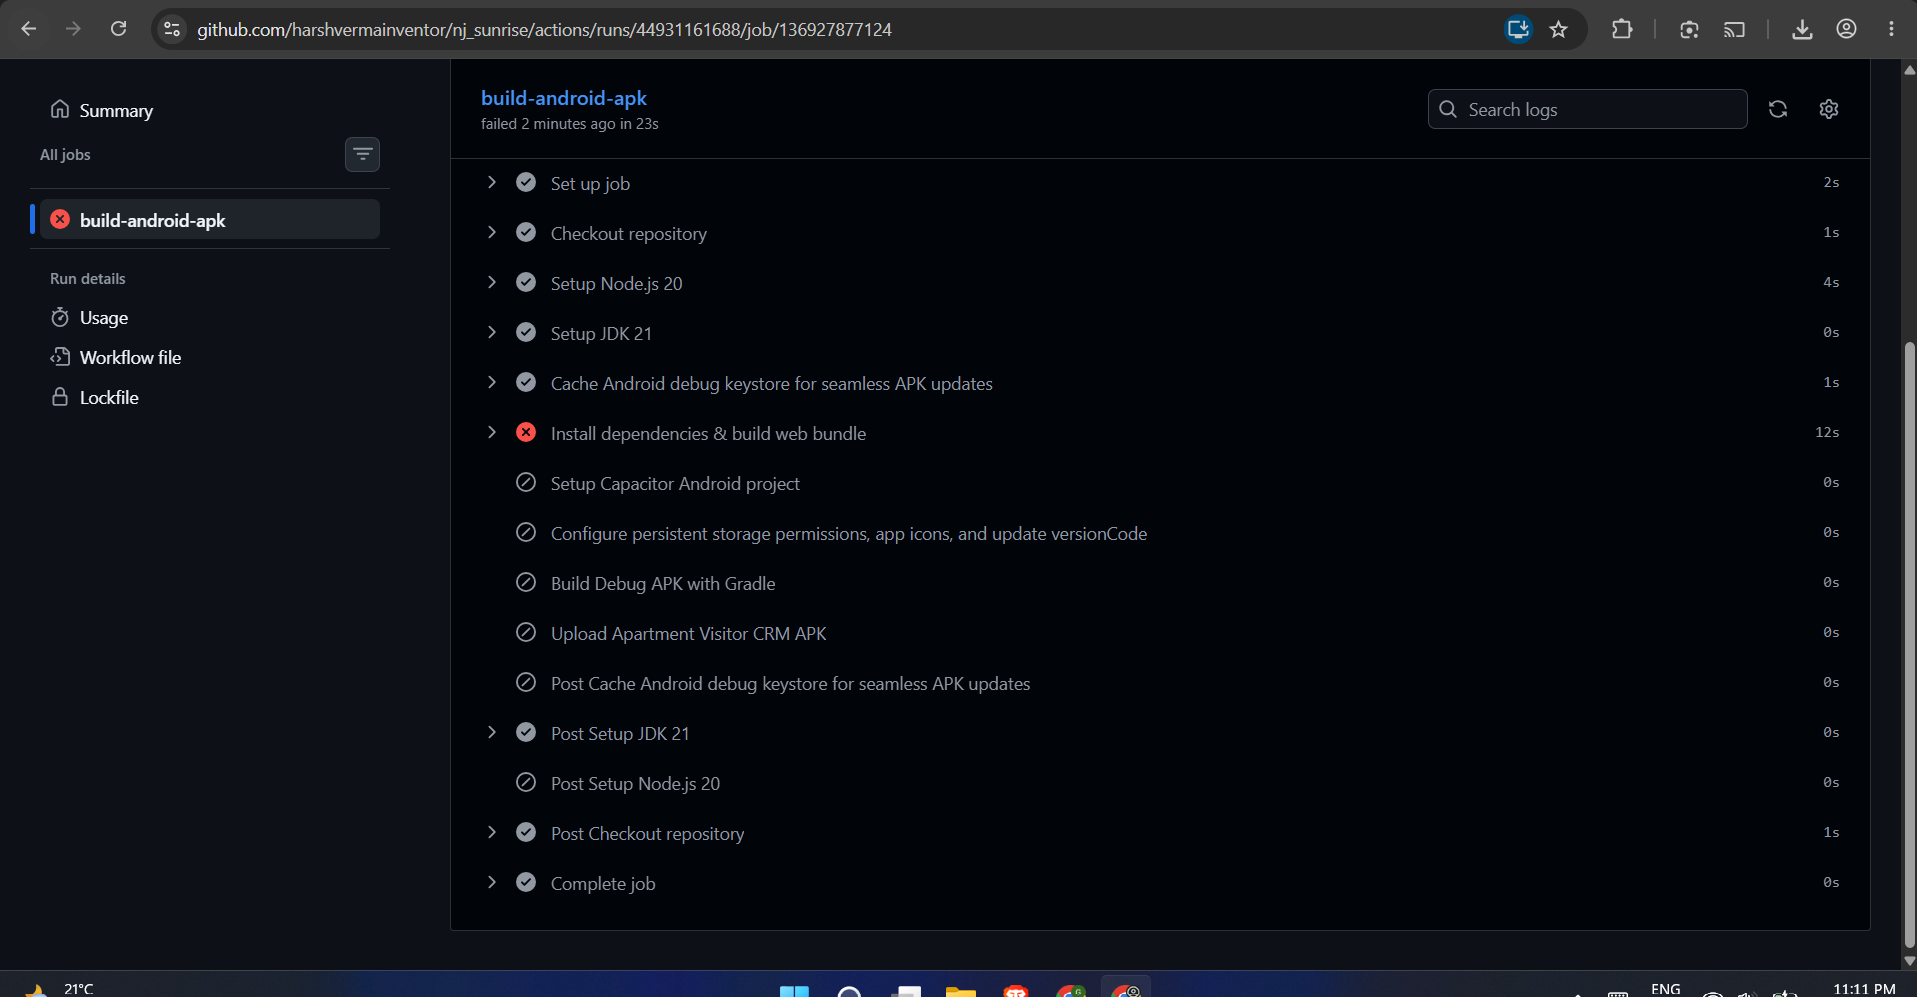 github.com/harshvermainventor/nj_sunrise/actions/runs/44931161688/job/136927877124
Summary
All jobs
build-android-apk
Run details
Usage
Workflow file
Lockfile
build-android-apk
failed 2 minutes ago in 23s
Search logs
Set up job 2s
Checkout repository 1s
Setup Node.js 20 4s
Setup JDK 21 0s
Cache Android debug keystore for seamless APK updates 1s
Install dependencies & build web bundle 12s
Setup Capacitor Android project 0s
Configure persistent storage permissions, app icons, and update versionCode 0s
Build Debug APK with Gradle 0s
Upload Apartment Visitor CRM APK 0s
Post Cache Android debug keystore for seamless APK updates 0s
Post Setup JDK 21 0s
Post Setup Node.js 20 0s
Post Checkout repository 1s
Complete job 0s
21°C
ENG
11:11 PM